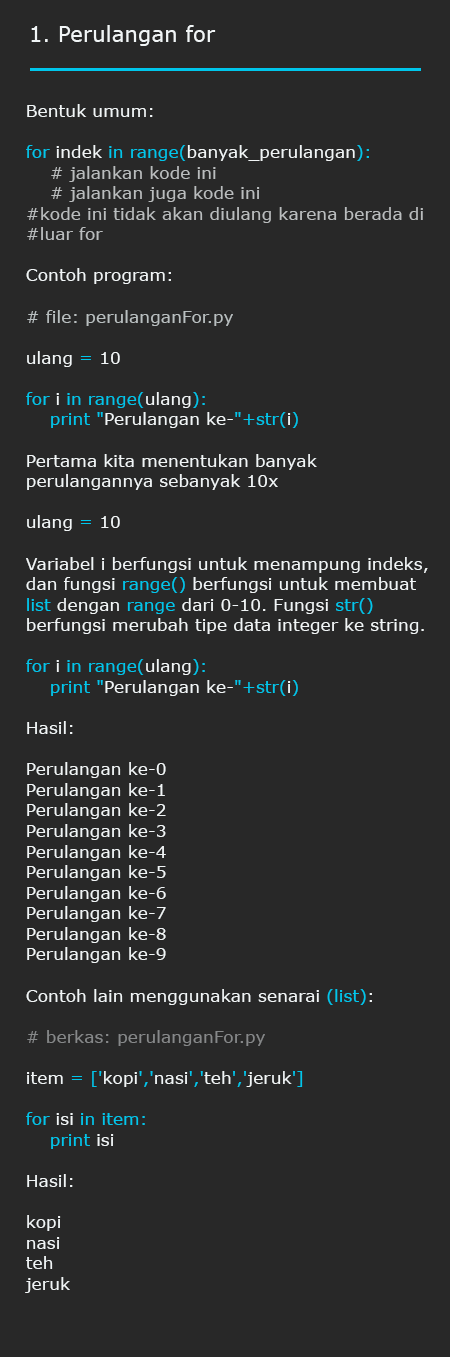 1. Perulangan for
Bentuk umum:
for indek in range(banyak_perulangan):
# jalankan kode ini
# jalankan juga kode ini
#kode ini tidak akan diulang karena berada di
#luar for
Contoh program:
# file: perulanganFor.py
ulang = 10
for i in range(ulang):
print "Perulangan ke-"+str(i)
Pertama kita menentukan banyak
perulangannya sebanyak 10x
ulang = 10
Variabel i berfungsi untuk menampung indeks,
dan fungsi range() berfungsi untuk membuat
list dengan range dari 0-10. Fungsi str()
berfungsi merubah tipe data integer ke string.
for i in range(ulang):
print "Perulangan ke-"+str(i)
Hasil:
Perulangan ke-0
Perulangan ke-1
Perulangan ke-2
Perulangan ke-3
Perulangan ke-4
Perulangan ke-5
Perulangan ke-6
Perulangan ke-7
Perulangan ke-8
Perulangan ke-9
Contoh lain menggunakan senarai (list):
# berkas: perulanganFor.py
item = ['kopi','nasi','teh','jeruk']
for isi in item:
print isi
Hasil:
kopi
nasi
teh
jeruk